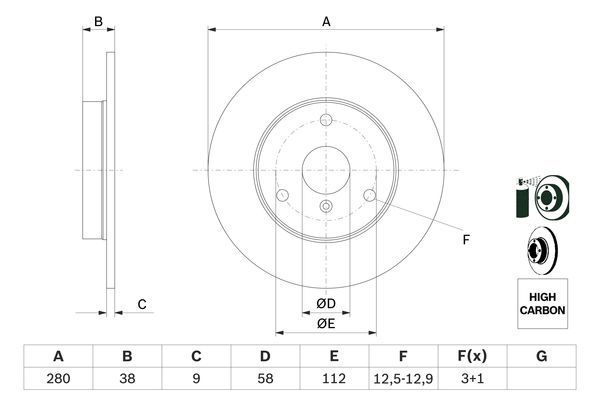 B
A
F
C
ØD
ØE
HIGH
CARBON
A B C D E F F(x) G
280 38 9 58 112 12,5-12,9 3+1